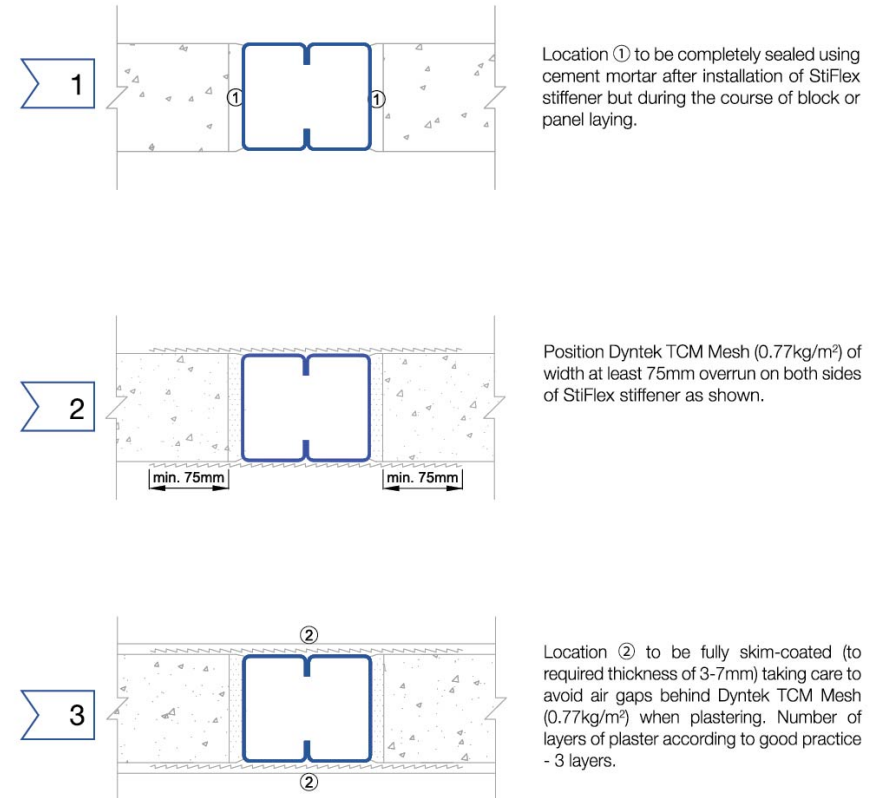 1
①
①
Location ① to be completely sealed using
cement mortar after installation of StiFlex
stiffener but during the course of block or
panel laying.
2
min. 75mm
min. 75mm
Position Dyntek TCM Mesh (0.77kg/m²) of
width at least 75mm overrun on both sides
of StiFlex stiffener as shown.
3
②
②
Location ② to be fully skim-coated (to
required thickness of 3-7mm) taking care to
avoid air gaps behind Dyntek TCM Mesh
(0.77kg/m²) when plastering. Number of
layers of plaster according to good practice
- 3 layers.